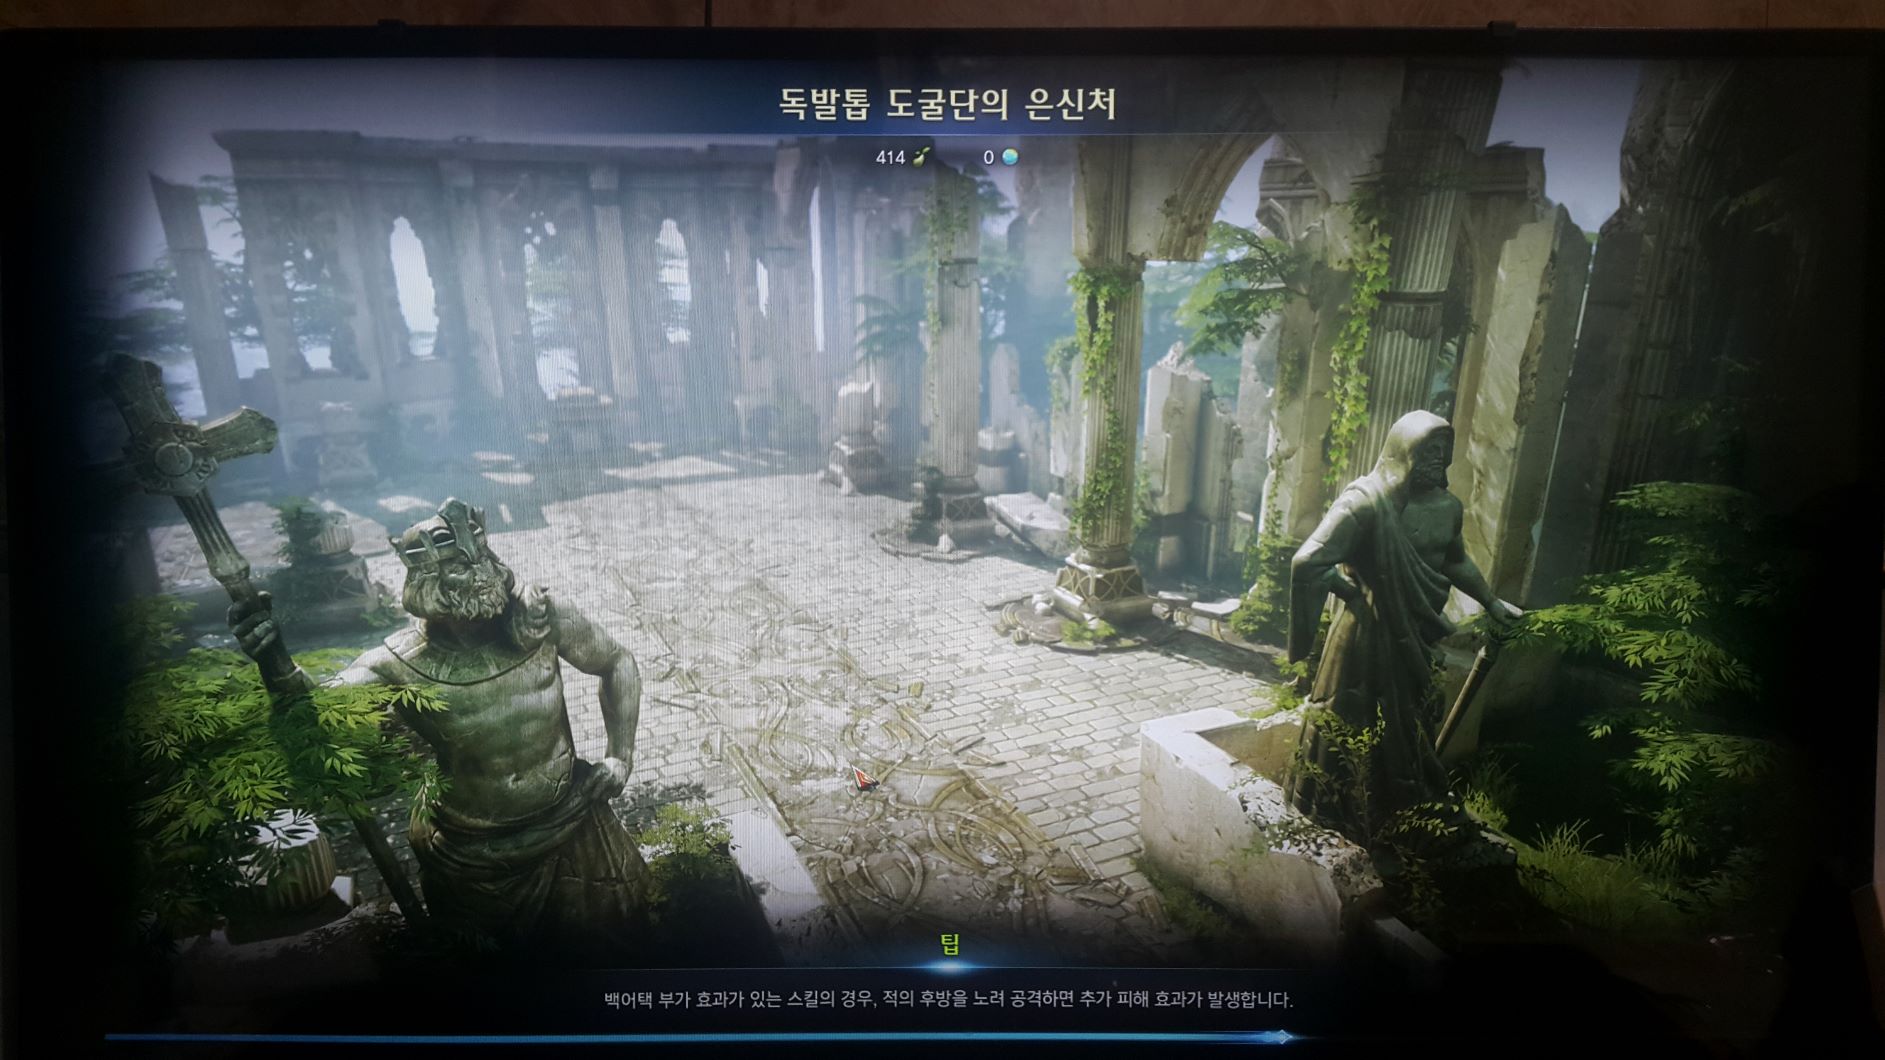 독발톱 도굴단의 은신처
414 0
팁
백어택 부가 효과가 있는 스킬의 경우, 적의 후방을 노려 공격하면 추가 피해 효과가 발생합니다.